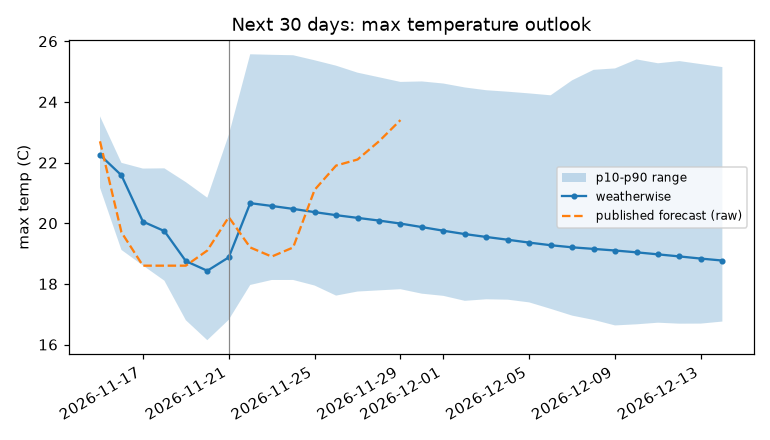 Next 30 days: max temperature outlook
max temp (C)
26
24
22
20
18
16
p10-p90 range
weatherwise
published forecast (raw)
2026-11-17
2026-11-21
2026-11-25
2026-11-29
2026-12-01
2026-12-05
2026-12-09
2026-12-13